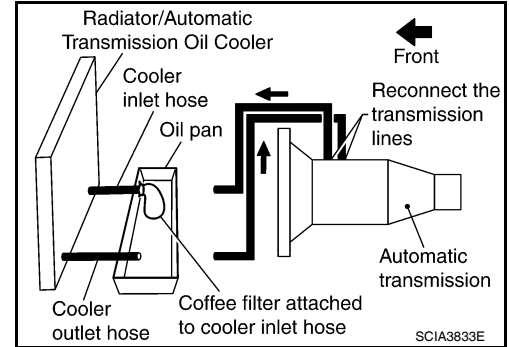 Radiator/Automatic
Transmission Oil Cooler
Front
Cooler
inlet hose
Reconnect the
transmission
lines
Oil pan
Automatic
transmission
Cooler
outlet hose
Coffee filter attached
to cooler inlet hose
SCIA3833E